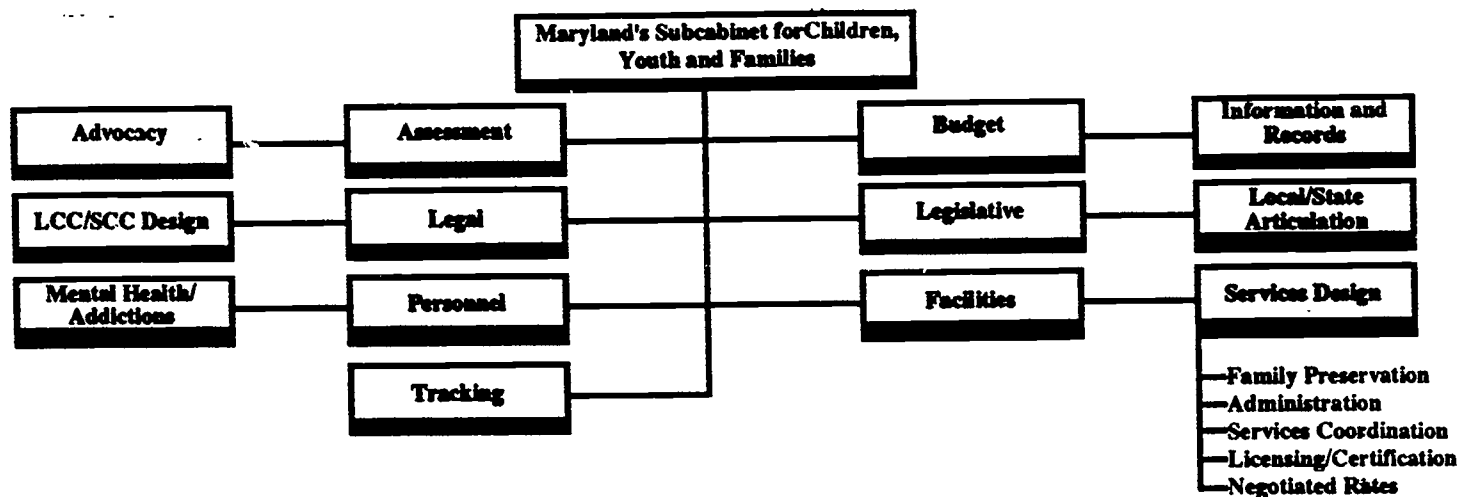 Maryland's Subcabinet forChildren,
Youth and Families
Advocacy
Assessment
Budget
Information and
Records
LCC/SCC Design
Legal
Legislative
Local/State
Articulation
Mental Health/
Addictions
Personnel
Facilities
Services Design
Tracking
Family Preservation
Administration
Services Coordination
Licensing/Certification
Negotiated Rates